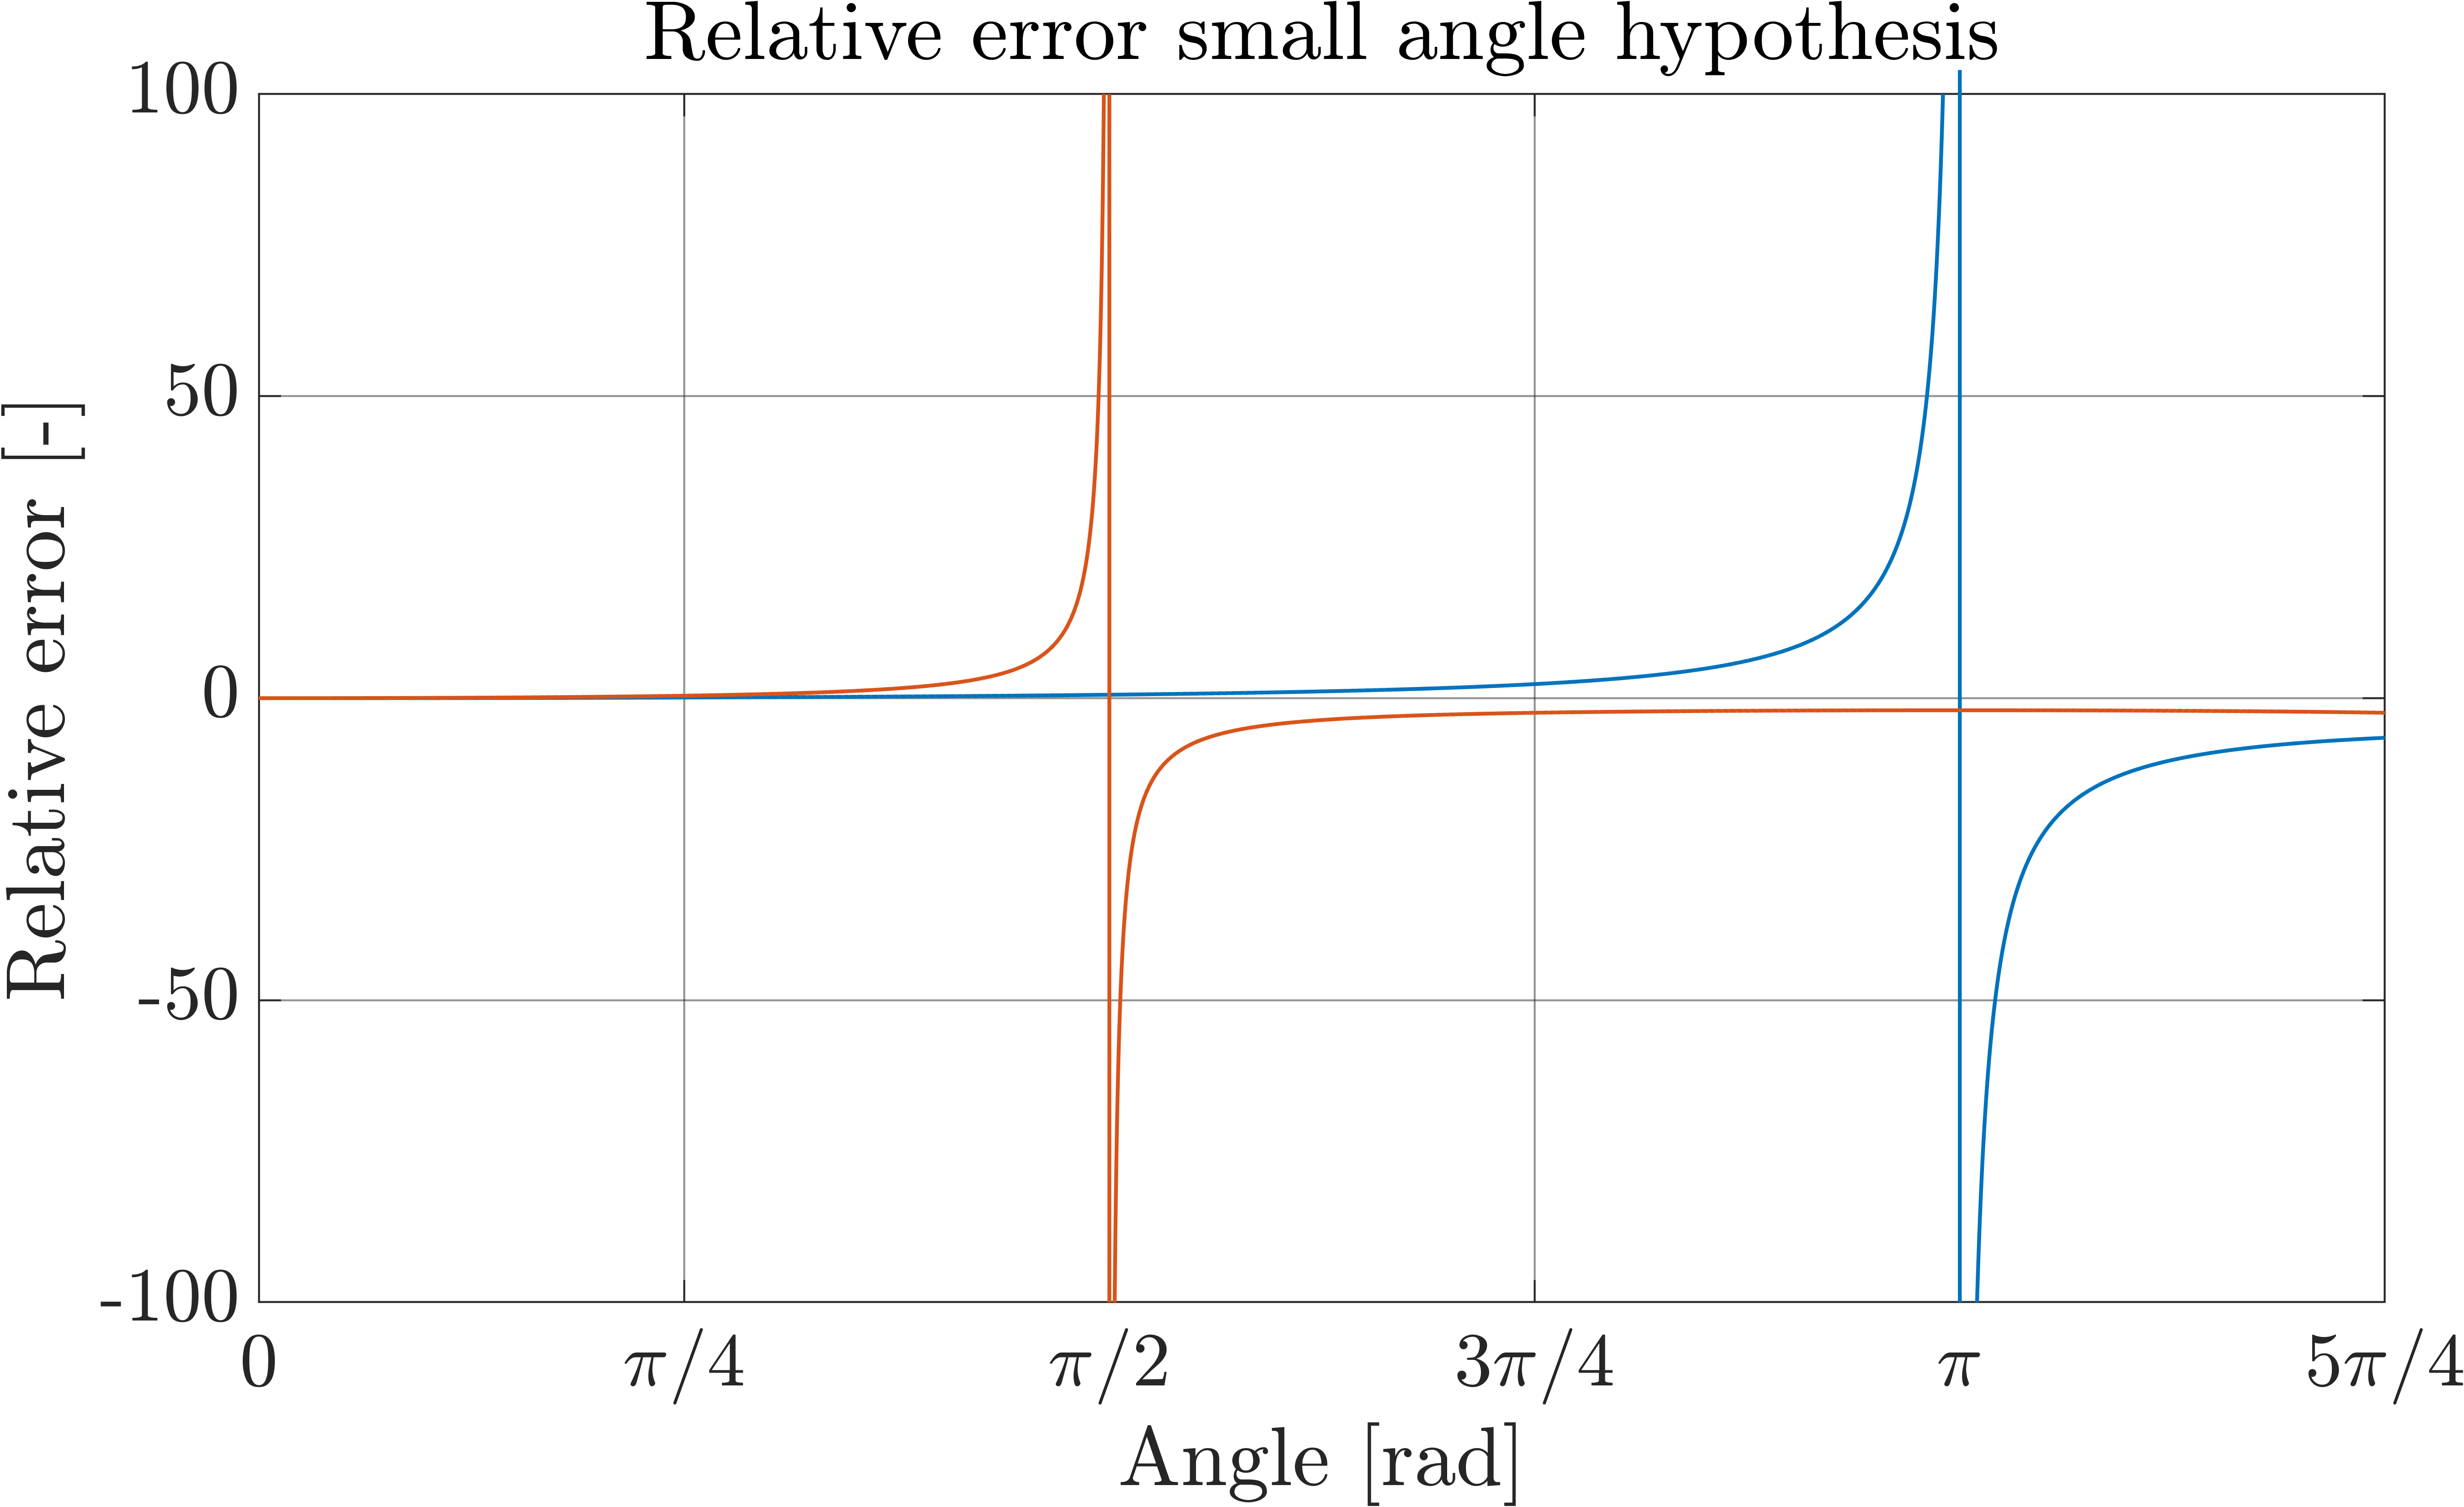 Relative error small angle hypothesis
100
50
0
-50
-100
Relative error [-]
0 π/4 π/2 3π/4 π 5π/4
Angle [rad]